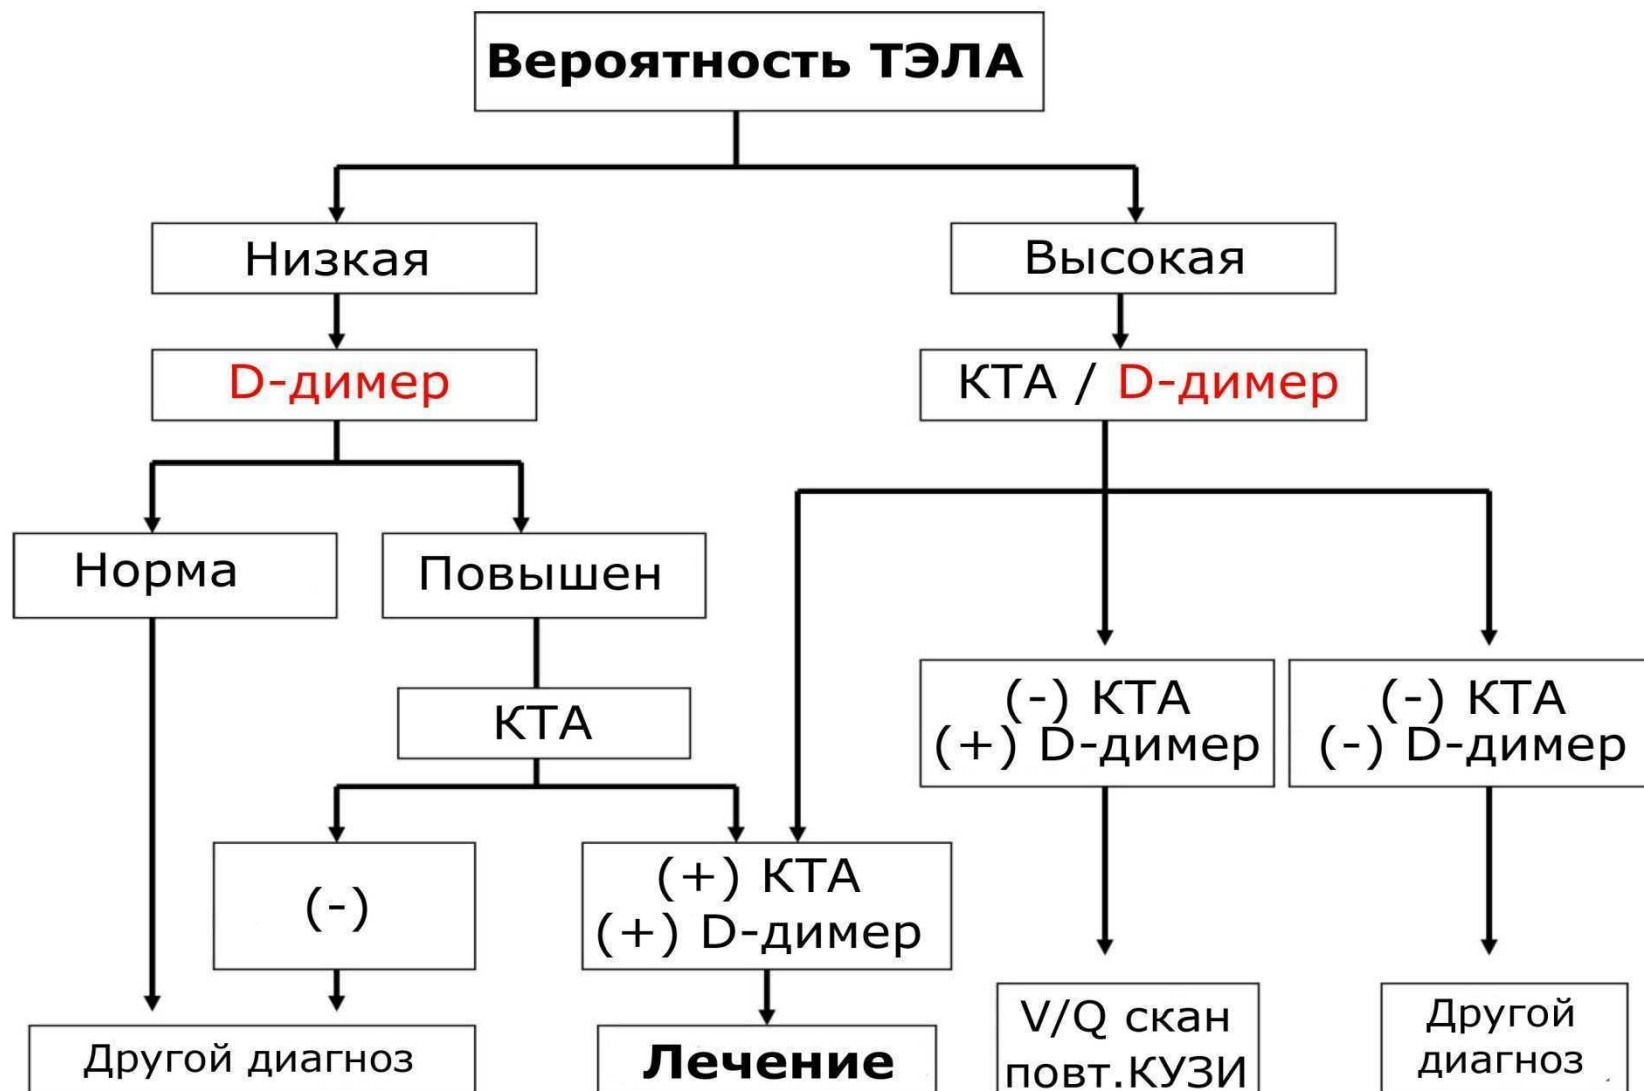 Вероятность ТЭЛА
Низкая
Высокая
D-димер
КТА / D-димер
Норма
Повышен
(-) КТА
(+) D-димер
(-) КТА
(-) D-димер
КТА
(-)
(+) КТА
(+) D-димер
Другой диагноз
Лечение
V/Q скан
повт.КУЗИ
Другой
диагноз